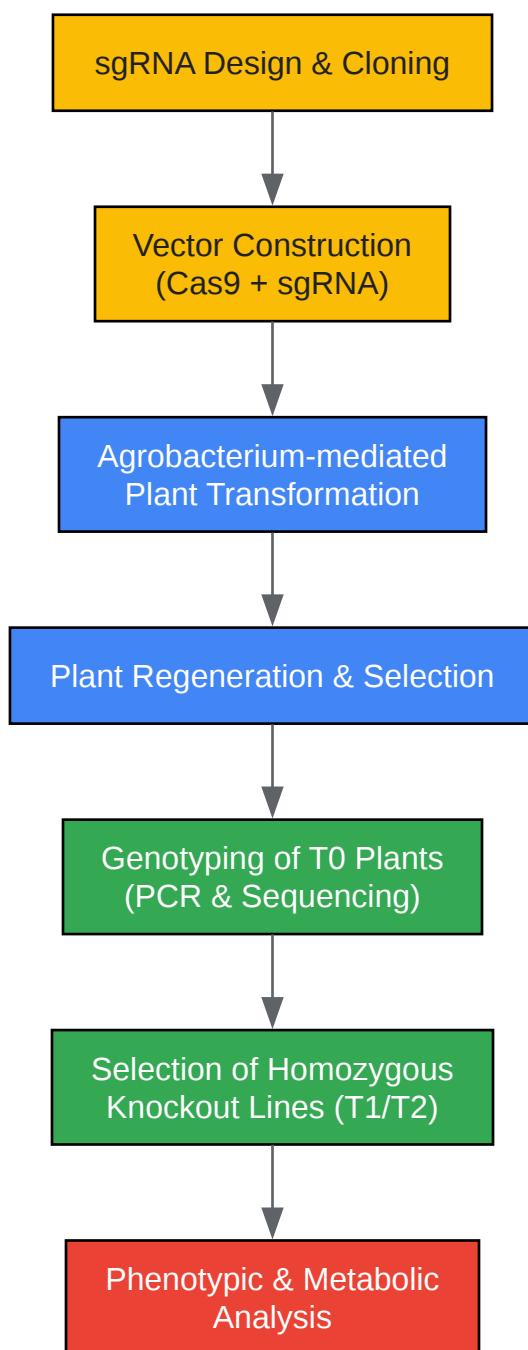 sgRNA Design & Cloning
Vector Construction
(Cas9 + sgRNA)
Agrobacterium-mediated
Plant Transformation
Plant Regeneration & Selection
Genotyping of T0 Plants
(PCR & Sequencing)
Selection of Homozygous
Knockout Lines (T1/T2)
Phenotypic & Metabolic
Analysis